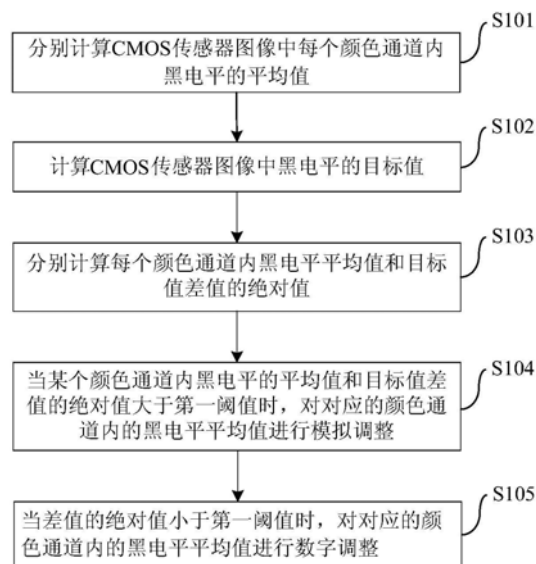 S101
分别计算CMOS传感器图像中每个颜色通道内
黑电平的平均值
S102
计算CMOS传感器图像中黑电平的目标值
S103
分别计算每个颜色通道内黑电平平均值和目标
值差值的绝对值
S104
当某个颜色通道内黑电平的平均值和目标值差
值的绝对值大于第一阈值时，对对应的颜色通
道内的黑电平平均值进行模拟调整
S105
当差值的绝对值小于第一阈值时，对对应的颜
色通道内的黑电平平均值进行数字调整